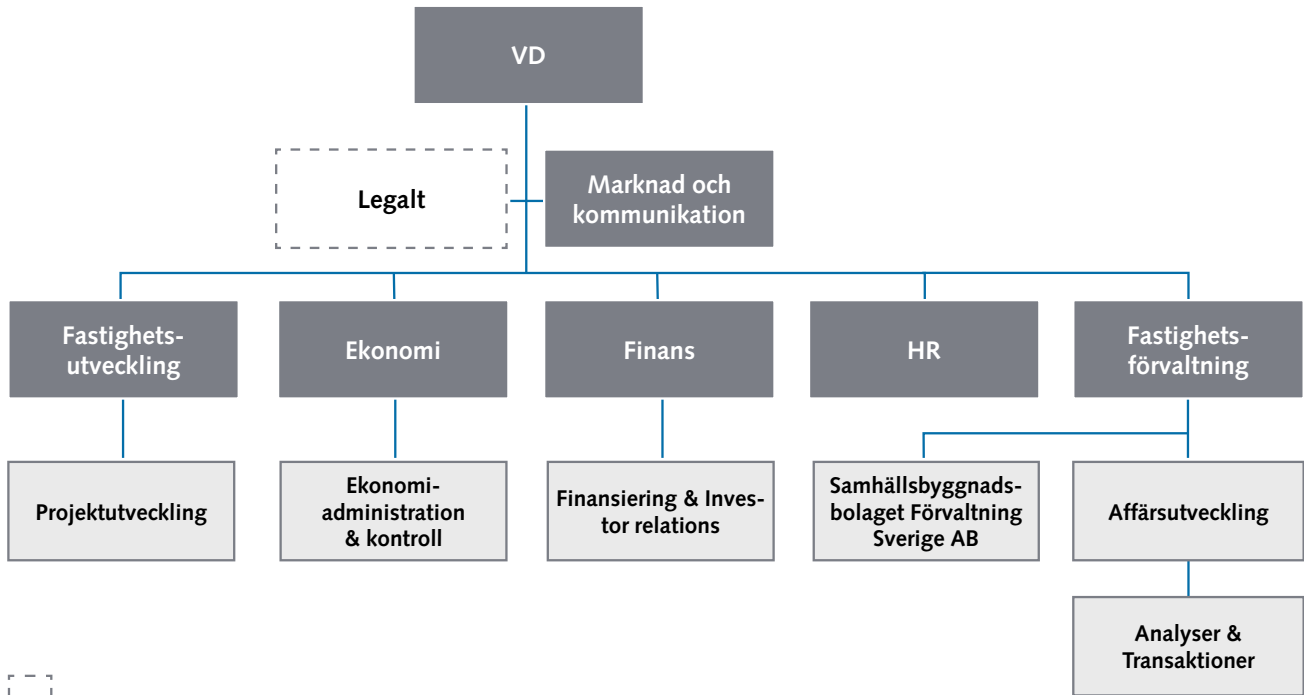 VD
Legalt
Marknad och
kommunikation
Fastighets-
utveckling
Ekonomi
Finans
HR
Fastighets-
förvaltning
Projektutveckling
Ekonomi-
administration
& kontroll
Finansiering & Inves-
tor relations
Samhällsbyggnads-
bolaget Förvaltning
Sverige AB
Affärsutveckling
Analyser &
Transaktioner